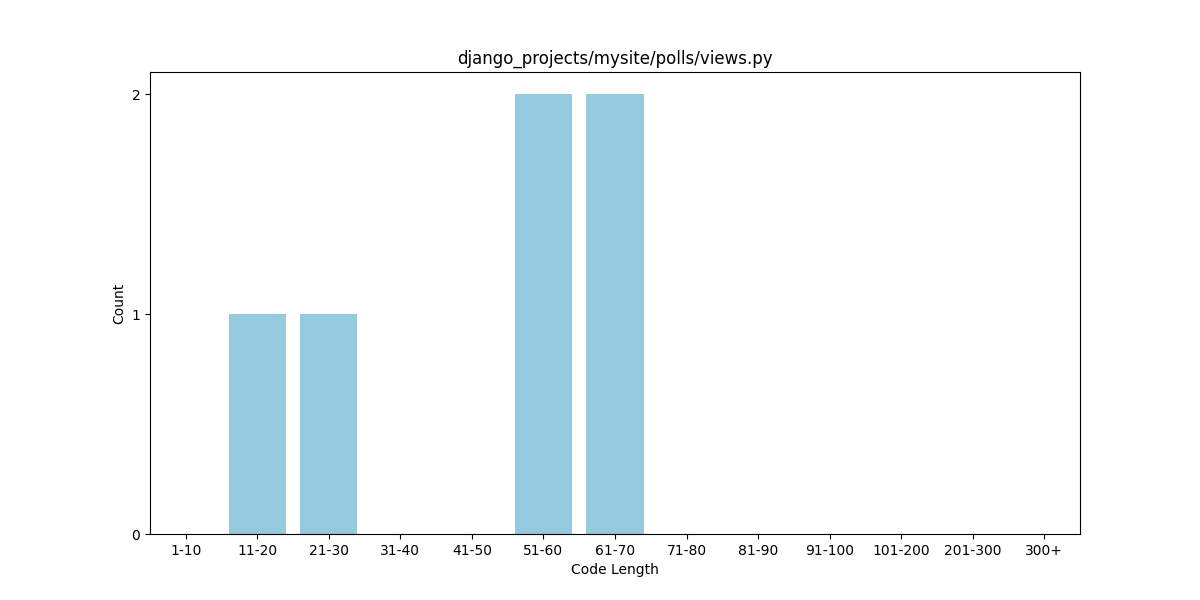 django_projects/mysite/polls/views.py
2
1
0
Count
1-10 11-20 21-30 31-40 41-50 51-60 61-70 71-80 81-90 91-100 101-200 201-300 300+
Code Length